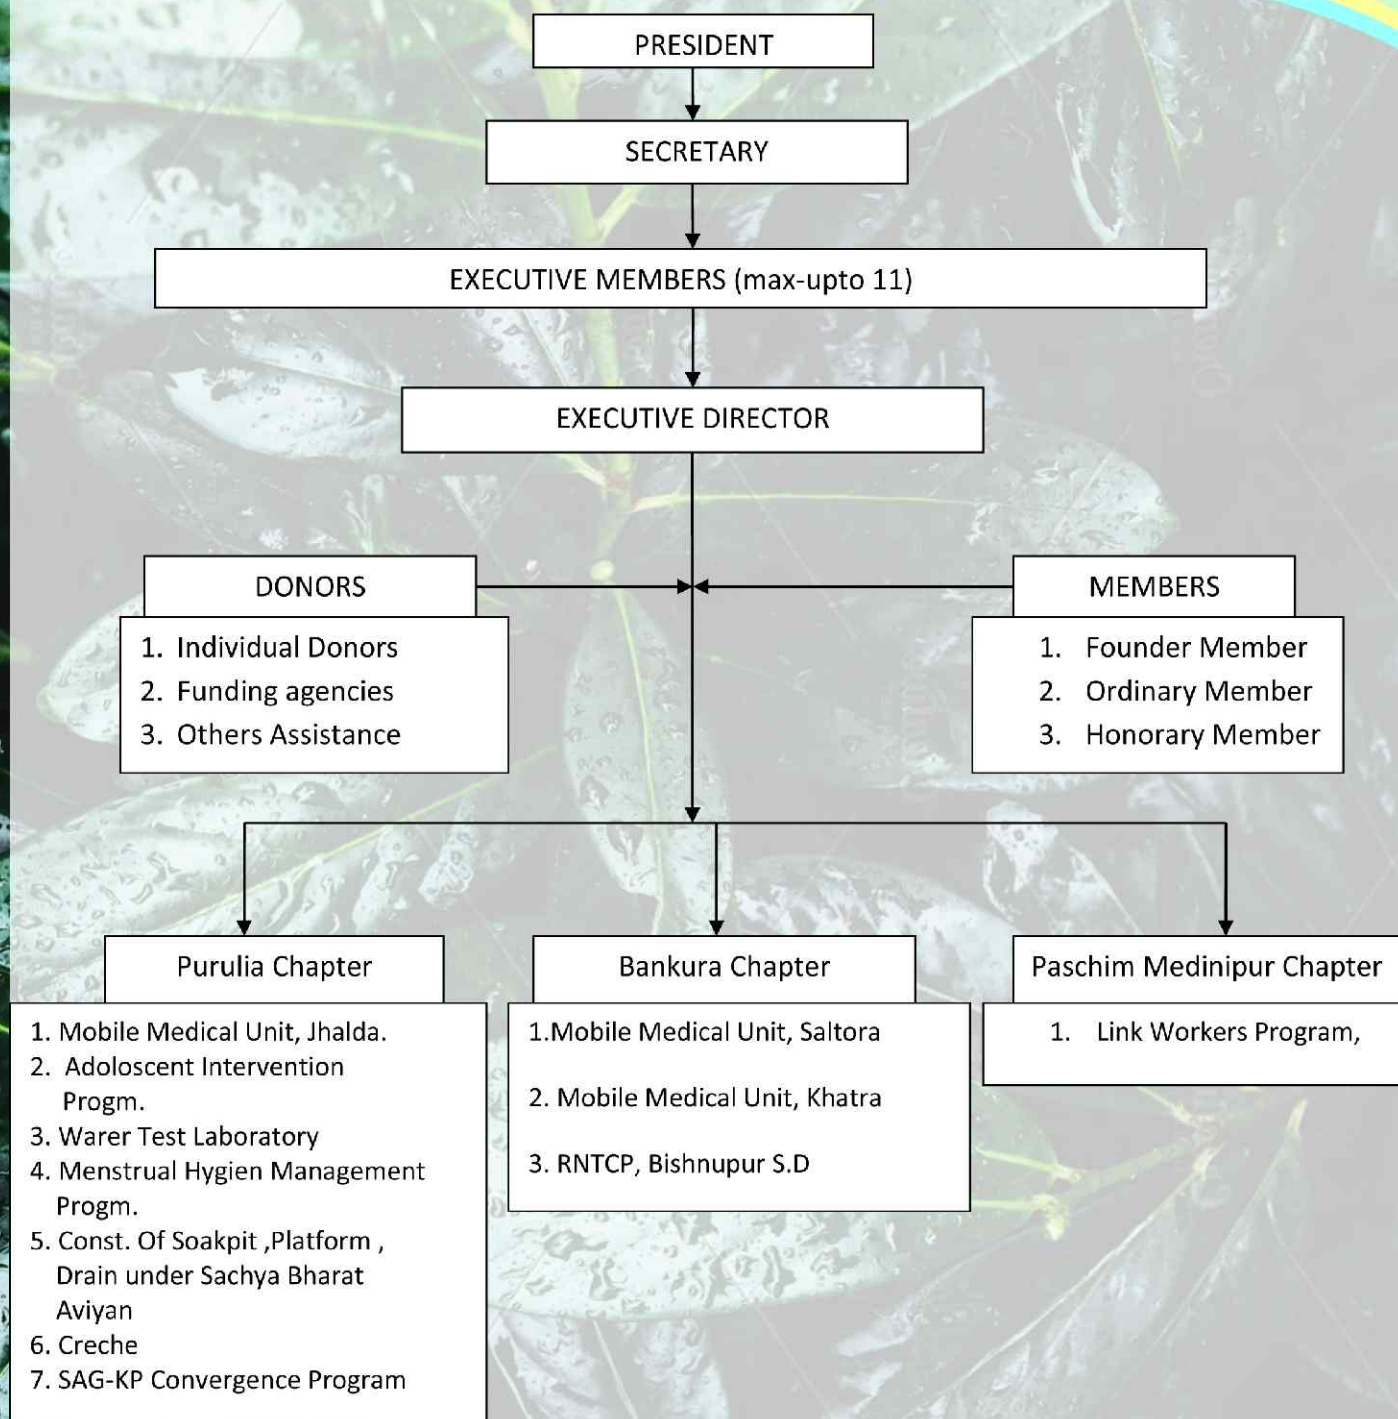 PRESIDENT
SECRETARY
EXECUTIVE MEMBERS (max-upto 11)
EXECUTIVE DIRECTOR
DONORS
1. Individual Donors
2. Funding agencies
3. Others Assistance
MEMBERS
1. Founder Member
2. Ordinary Member
3. Honorary Member
Purulia Chapter
1. Mobile Medical Unit, Jhalda.
2. Adoloscent Intervention
Progm.
3. Warer Test Laboratory
4. Menstrual Hygien Management
Progm.
5. Const. Of Soakpit ,Platform ,
Drain under Sachya Bharat
Aviyan
6. Creche
7. SAG-KP Convergence Program
Bankura Chapter
1.Mobile Medical Unit, Saltora
2. Mobile Medical Unit, Khatra
3. RNTCP, Bishnupur S.D
Paschim Medinipur Chapter
1. Link Workers Program,